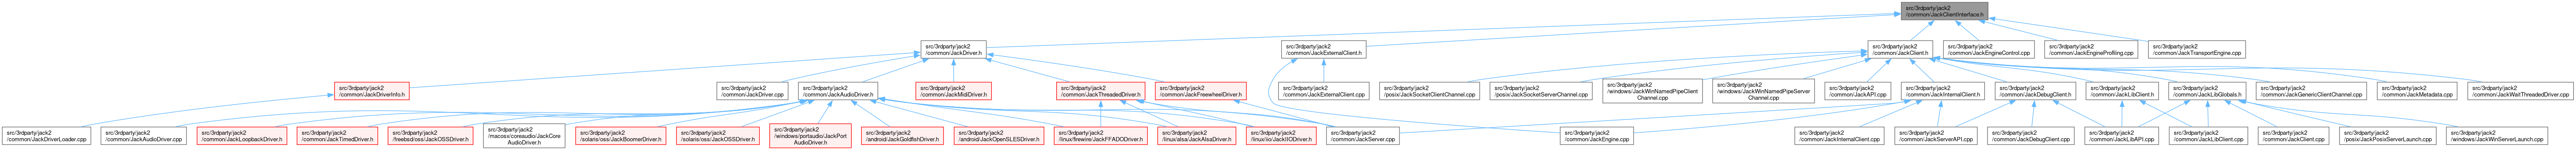 src/3rdparty/jack2
/common/JackClientInterface.h
src/3rdparty/jack2
/common/JackDriver.h
src/3rdparty/jack2
/common/JackExternalClient.h
src/3rdparty/jack2
/common/JackClient.h
src/3rdparty/jack2
/common/JackEngineControl.cpp
src/3rdparty/jack2
/common/JackEngineProfiling.cpp
src/3rdparty/jack2
/common/JackTransportEngine.cpp
src/3rdparty/jack2
/common/JackDriverInfo.h
src/3rdparty/jack2
/common/JackDriver.cpp
src/3rdparty/jack2
/common/JackAudioDriver.h
src/3rdparty/jack2
/common/JackMidiDriver.h
src/3rdparty/jack2
/common/JackThreadedDriver.h
src/3rdparty/jack2
/common/JackFreewheelDriver.h
src/3rdparty/jack2
/common/JackExternalClient.cpp
src/3rdparty/jack2
/posix/JackSocketClientChannel.cpp
src/3rdparty/jack2
/posix/JackSocketServerChannel.cpp
src/3rdparty/jack2
/windows/JackWinNamedPipeClient
Channel.cpp
src/3rdparty/jack2
/windows/JackWinNamedPipeServer
Channel.cpp
src/3rdparty/jack2
/common/JackAPI.cpp
src/3rdparty/jack2
/common/JackInternalClient.h
src/3rdparty/jack2
/common/JackDebugClient.h
src/3rdparty/jack2
/common/JackLibClient.h
src/3rdparty/jack2
/common/JackLibGlobals.h
src/3rdparty/jack2
/common/JackGenericClientChannel.cpp
src/3rdparty/jack2
/common/JackMetadata.cpp
src/3rdparty/jack2
/common/JackWaitThreadedDriver.cpp
src/3rdparty/jack2
/common/JackDriverLoader.cpp
src/3rdparty/jack2
/common/JackAudioDriver.cpp
src/3rdparty/jack2
/common/JackLoopbackDriver.h
src/3rdparty/jack2
/common/JackTimedDriver.h
src/3rdparty/jack2
/freebsd/oss/JackOSSDriver.h
src/3rdparty/jack2
/macosx/coreaudio/JackCore
AudioDriver.h
src/3rdparty/jack2
/solaris/oss/JackBoomerDriver.h
src/3rdparty/jack2
/solaris/oss/JackOSSDriver.h
src/3rdparty/jack2
/windows/portaudio/JackPort
AudioDriver.h
src/3rdparty/jack2
/android/JackGoldfishDriver.h
src/3rdparty/jack2
/android/JackOpenSLESDriver.h
src/3rdparty/jack2
/linux/firewire/JackFFADODriver.h
src/3rdparty/jack2
/linux/alsa/JackAlsaDriver.h
src/3rdparty/jack2
/linux/iio/JackIIODriver.h
src/3rdparty/jack2
/common/JackServer.cpp
src/3rdparty/jack2
/common/JackEngine.cpp
src/3rdparty/jack2
/common/JackInternalClient.cpp
src/3rdparty/jack2
/common/JackServerAPI.cpp
src/3rdparty/jack2
/common/JackDebugClient.cpp
src/3rdparty/jack2
/common/JackLibAPI.cpp
src/3rdparty/jack2
/common/JackLibClient.cpp
src/3rdparty/jack2
/common/JackClient.cpp
src/3rdparty/jack2
/posix/JackPosixServerLaunch.cpp
src/3rdparty/jack2
/windows/JackWinServerLaunch.cpp